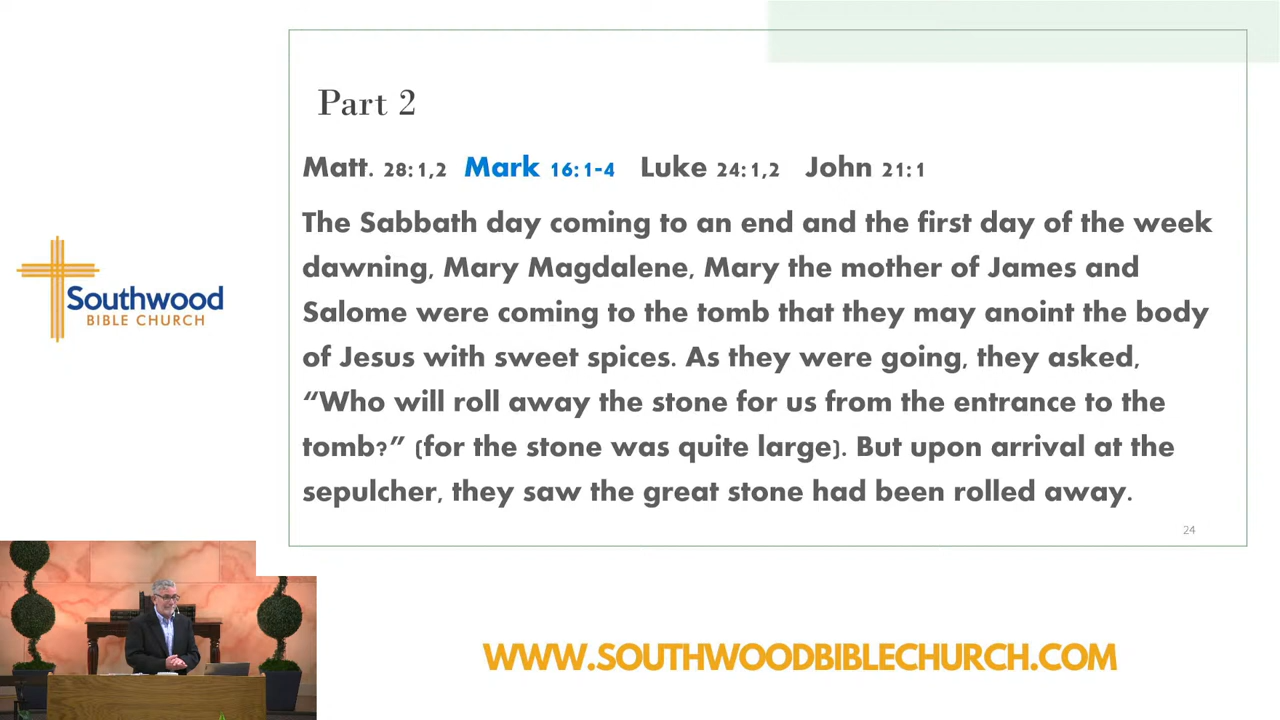 Part 2
Matt. 28:1,2 Mark 16:1-4 Luke 24:1,2 John 21:1
The Sabbath day coming to an end and the first day of the week
dawning, Mary Magdalene, Mary the mother of James and
Salome were coming to the tomb that they may anoint the body
of Jesus with sweet spices. As they were going, they asked,
“Who will roll away the stone for us from the entrance to the
tomb?” (for the stone was quite large). But upon arrival at the
sepulcher, they saw the great stone had been rolled away.
24
Southwood
BIBLE CHURCH
WWW.SOUTHWOODBIBLECHURCH.COM